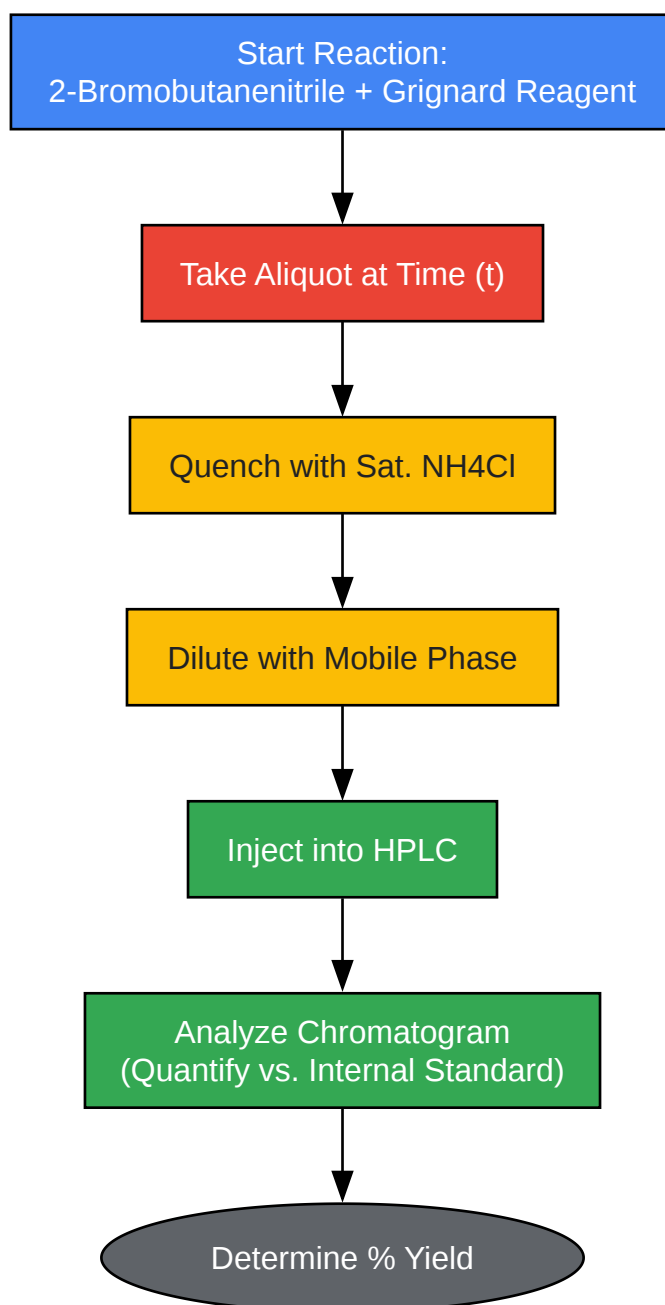 Start Reaction:
2-Bromobutanenitrile + Grignard Reagent
Take Aliquot at Time (t)
Quench with Sat. NH4Cl
Dilute with Mobile Phase
Inject into HPLC
Analyze Chromatogram
(Quantify vs. Internal Standard)
Determine % Yield